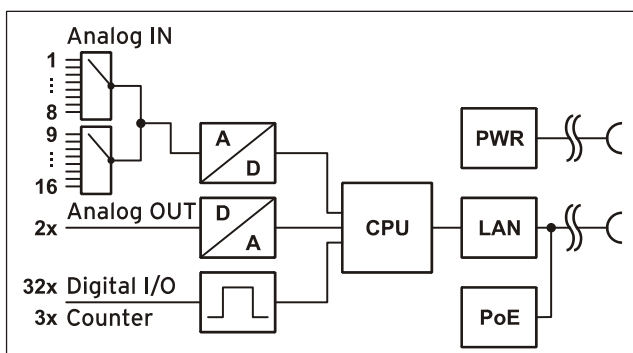 Analog IN
1
8
9
16
A
D
PWR
Analog OUT
2x
D
A
CPU
LAN
32x Digital I/O
3x Counter
PoE